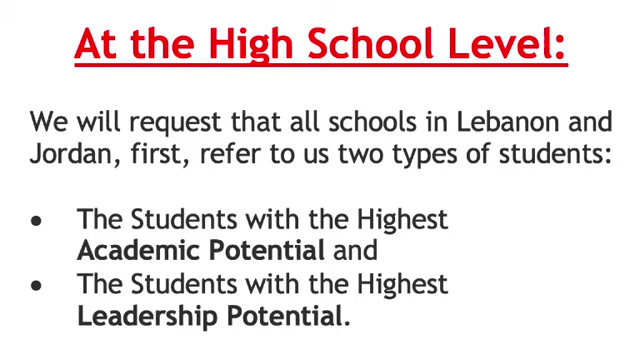 At the High School Level:
We will request that all schools in Lebanon and
Jordan, first, refer to us two types of students:
• The Students with the Highest
Academic Potential and
• The Students with the Highest
Leadership Potential.